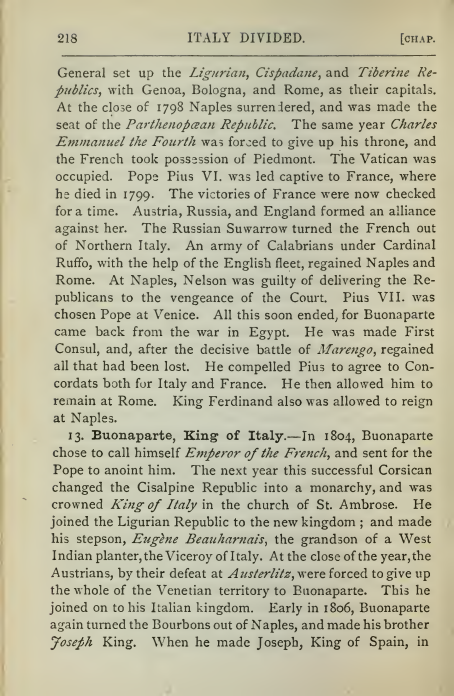 218 ITALY DIVIDED. [CHAP.
General set up the Ligurian, Cispadane, and Tiberine Re-
publics, with Genoa, Bologna, and Rome, as their capitals.
At the close of 1798 Naples surrendered, and was made the
seat of the Parthenopæan Republic. The same year Charles
Emmanuel the Fourth was forced to give up his throne, and
the French took possession of Piedmont. The Vatican was
occupied. Pope Pius VI. was led captive to France, where
he died in 1799. The victories of France were now checked
for a time. Austria, Russia, and England formed an alliance
against her. The Russian Suwarrow turned the French out
of Northern Italy. An army of Calabrians under Cardinal
Ruffo, with the help of the English fleet, regained Naples and
Rome. At Naples, Nelson was guilty of delivering the Re-
publicans to the vengeance of the Court. Pius VII. was
chosen Pope at Venice. All this soon ended, for Buonaparte
came back from the war in Egypt. He was made First
Consul, and, after the decisive battle of Marengo, regained
all that had been lost. He compelled Pius to agree to Con-
cordats both for Italy and France. He then allowed him to
remain at Rome. King Ferdinand also was allowed to reign
at Naples.
13. Buonaparte, King of Italy.—In 1804, Buonaparte
chose to call himself Emperor of the French, and sent for the
Pope to anoint him. The next year this successful Corsican
changed the Cisalpine Republic into a monarchy, and was
crowned King of Italy in the church of St. Ambrose. He
joined the Ligurian Republic to the new kingdom ; and made
his stepson, Eugène Beauharnais, the grandson of a West
Indian planter, the Viceroy of Italy. At the close of the year, the
Austrians, by their defeat at Austerlitz, were forced to give up
the whole of the Venetian territory to Buonaparte. This he
joined on to his Italian kingdom. Early in 1806, Buonaparte
again turned the Bourbons out of Naples, and made his brother
Joseph King. When he made Joseph, King of Spain, in